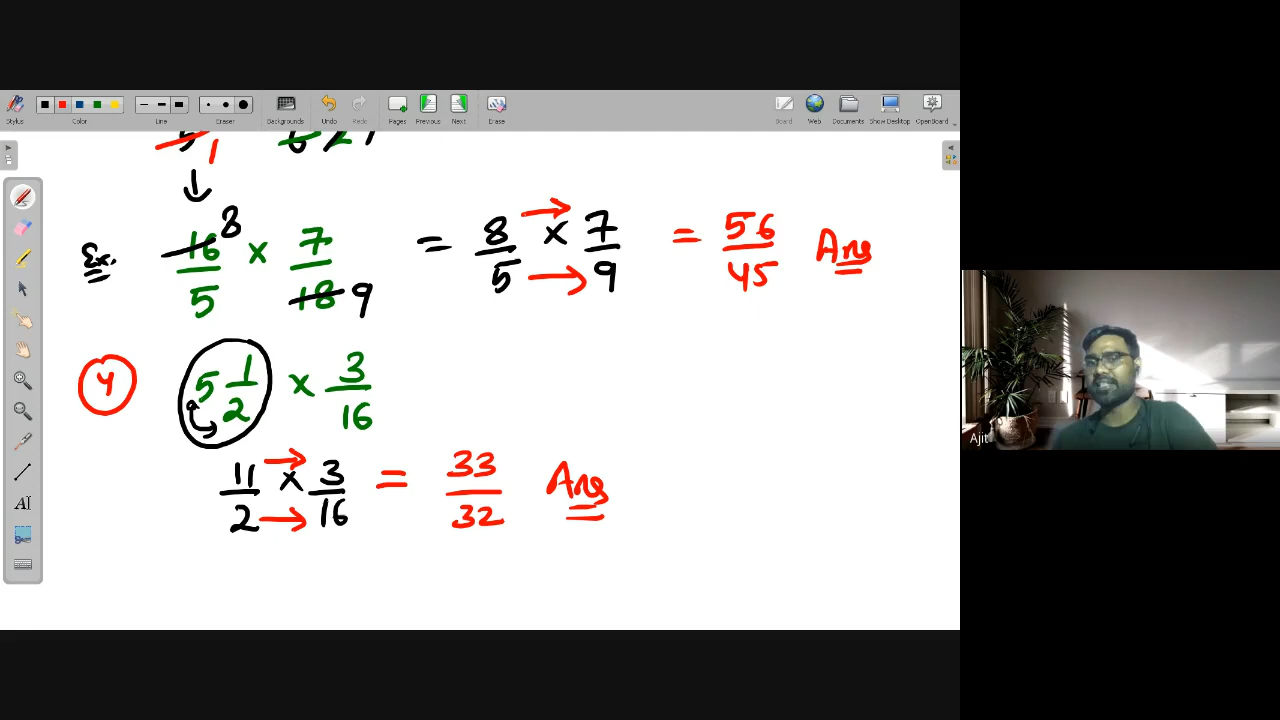 Stylus Color Line Eraser Backgrounds Undo Redo Pages Previous Next Erase Board Web Documents Show Desktop OpenBoard
1
Ex. 16/5 8 × 7/18 9 = 8/5 × 7/9 = 56/45 Ans
4 5 1/2 × 3/16
11/2 × 3/16 = 33/32 Ans
AI
Ajit